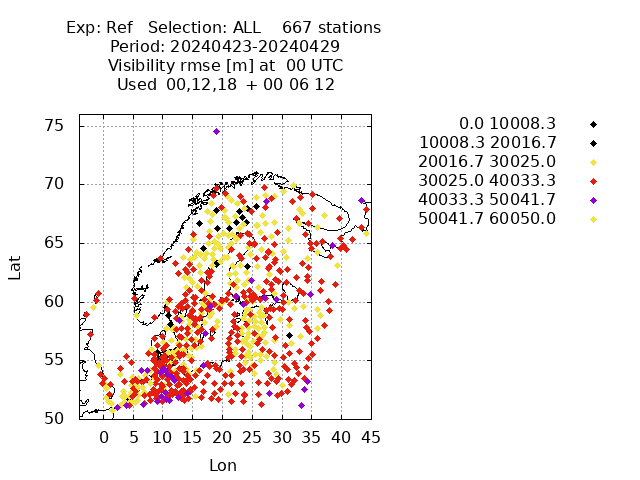 Exp: Ref   Selection: ALL    667 stations
Period: 20240423-20240429
Visibility rmse [m] at  00 UTC
Used  00,12,18  + 00 06 12
75
70
65
60
55
50
Lat
0 5 10 15 20 25 30 35 40 45
Lon
0.0 10008.3
10008.3 20016.7
20016.7 30025.0
30025.0 40033.3
40033.3 50041.7
50041.7 60050.0